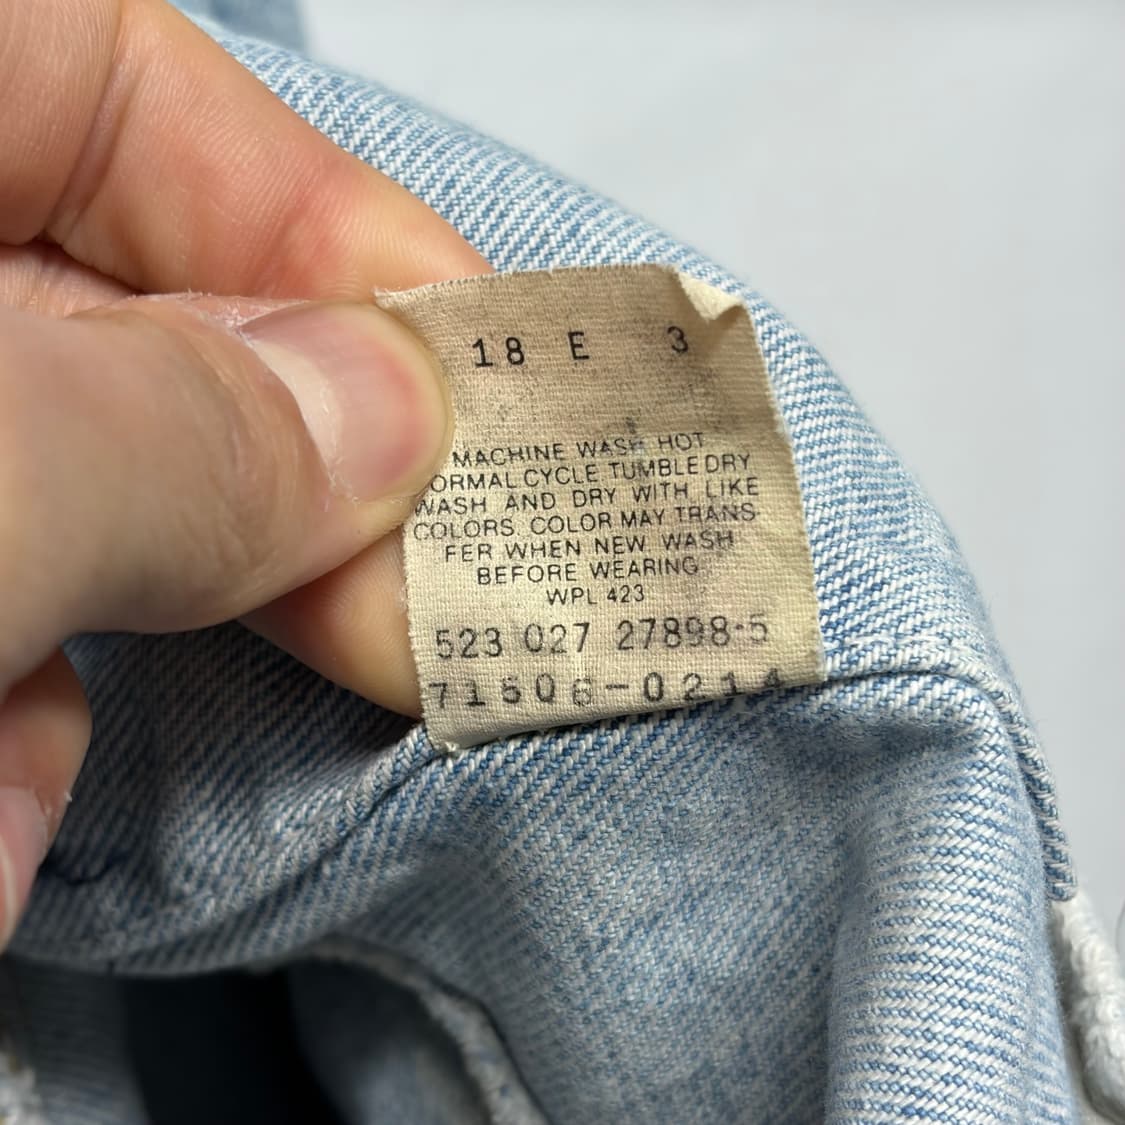 18 E 3
MACHINE WASH HOT
ORMAL CYCLE TUMBLE DRY
WASH AND DRY WITH LIKE
COLORS. COLOR MAY TRANS-
FER WHEN NEW WASH
BEFORE WEARING.
WPL 423
523 027 27898-5
71506-0214